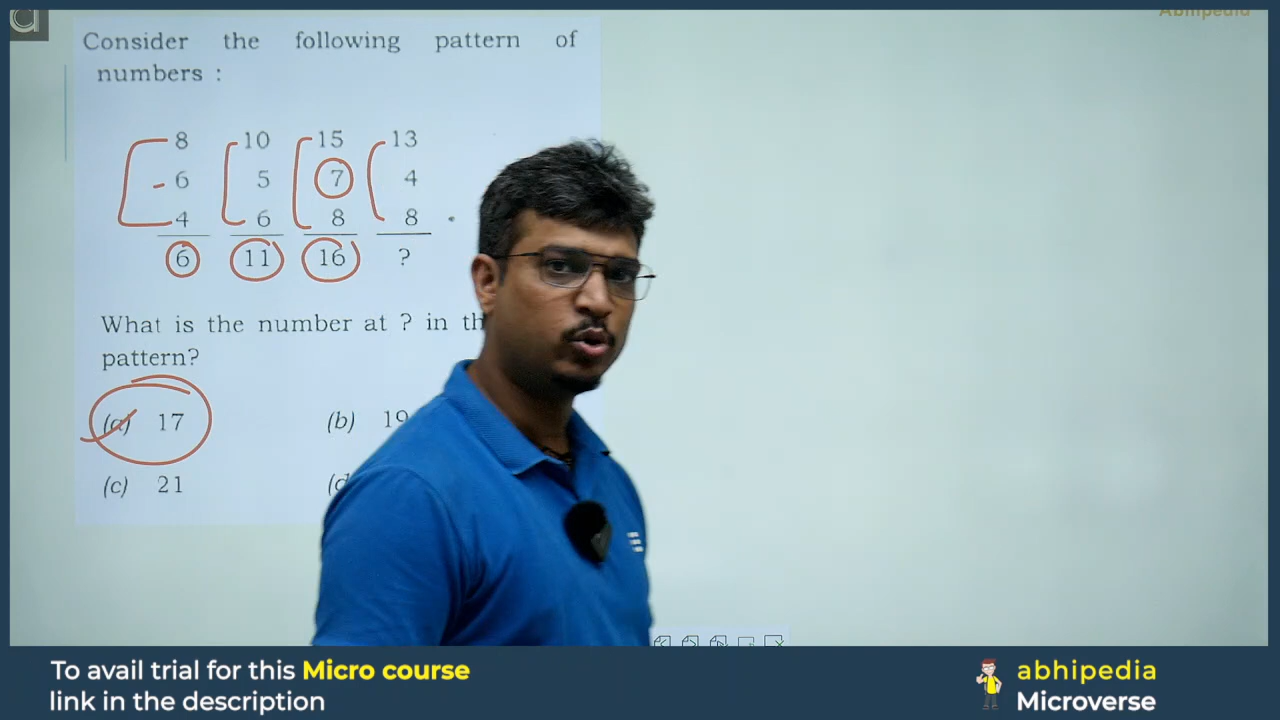 Abhipedia
Consider the following pattern of
numbers :
8 10 15 13
6 5 7 4
4 6 8 8
6 11 16 ?
What is the number at ? in
pattern?
(a) 17 (b) 19
(c) 21
To avail trial for this Micro course
link in the description
abhipedia
Microverse